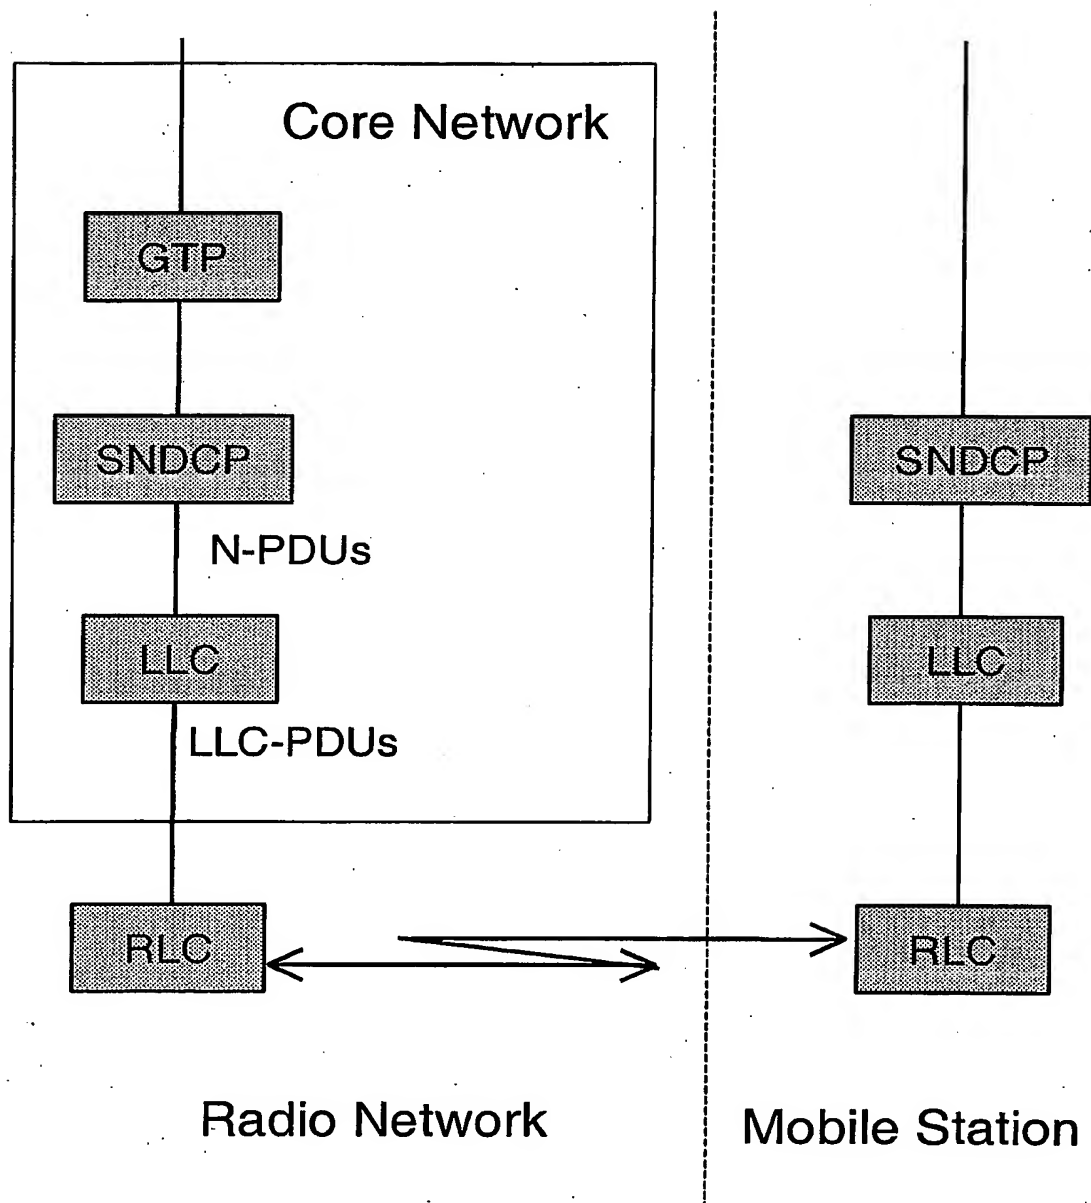 Core Network
GTP
SNDCP
SNDCP
N-PDUs
LLC
LLC
LLC-PDUs
RLC
RLC
Radio Network
Mobile Station